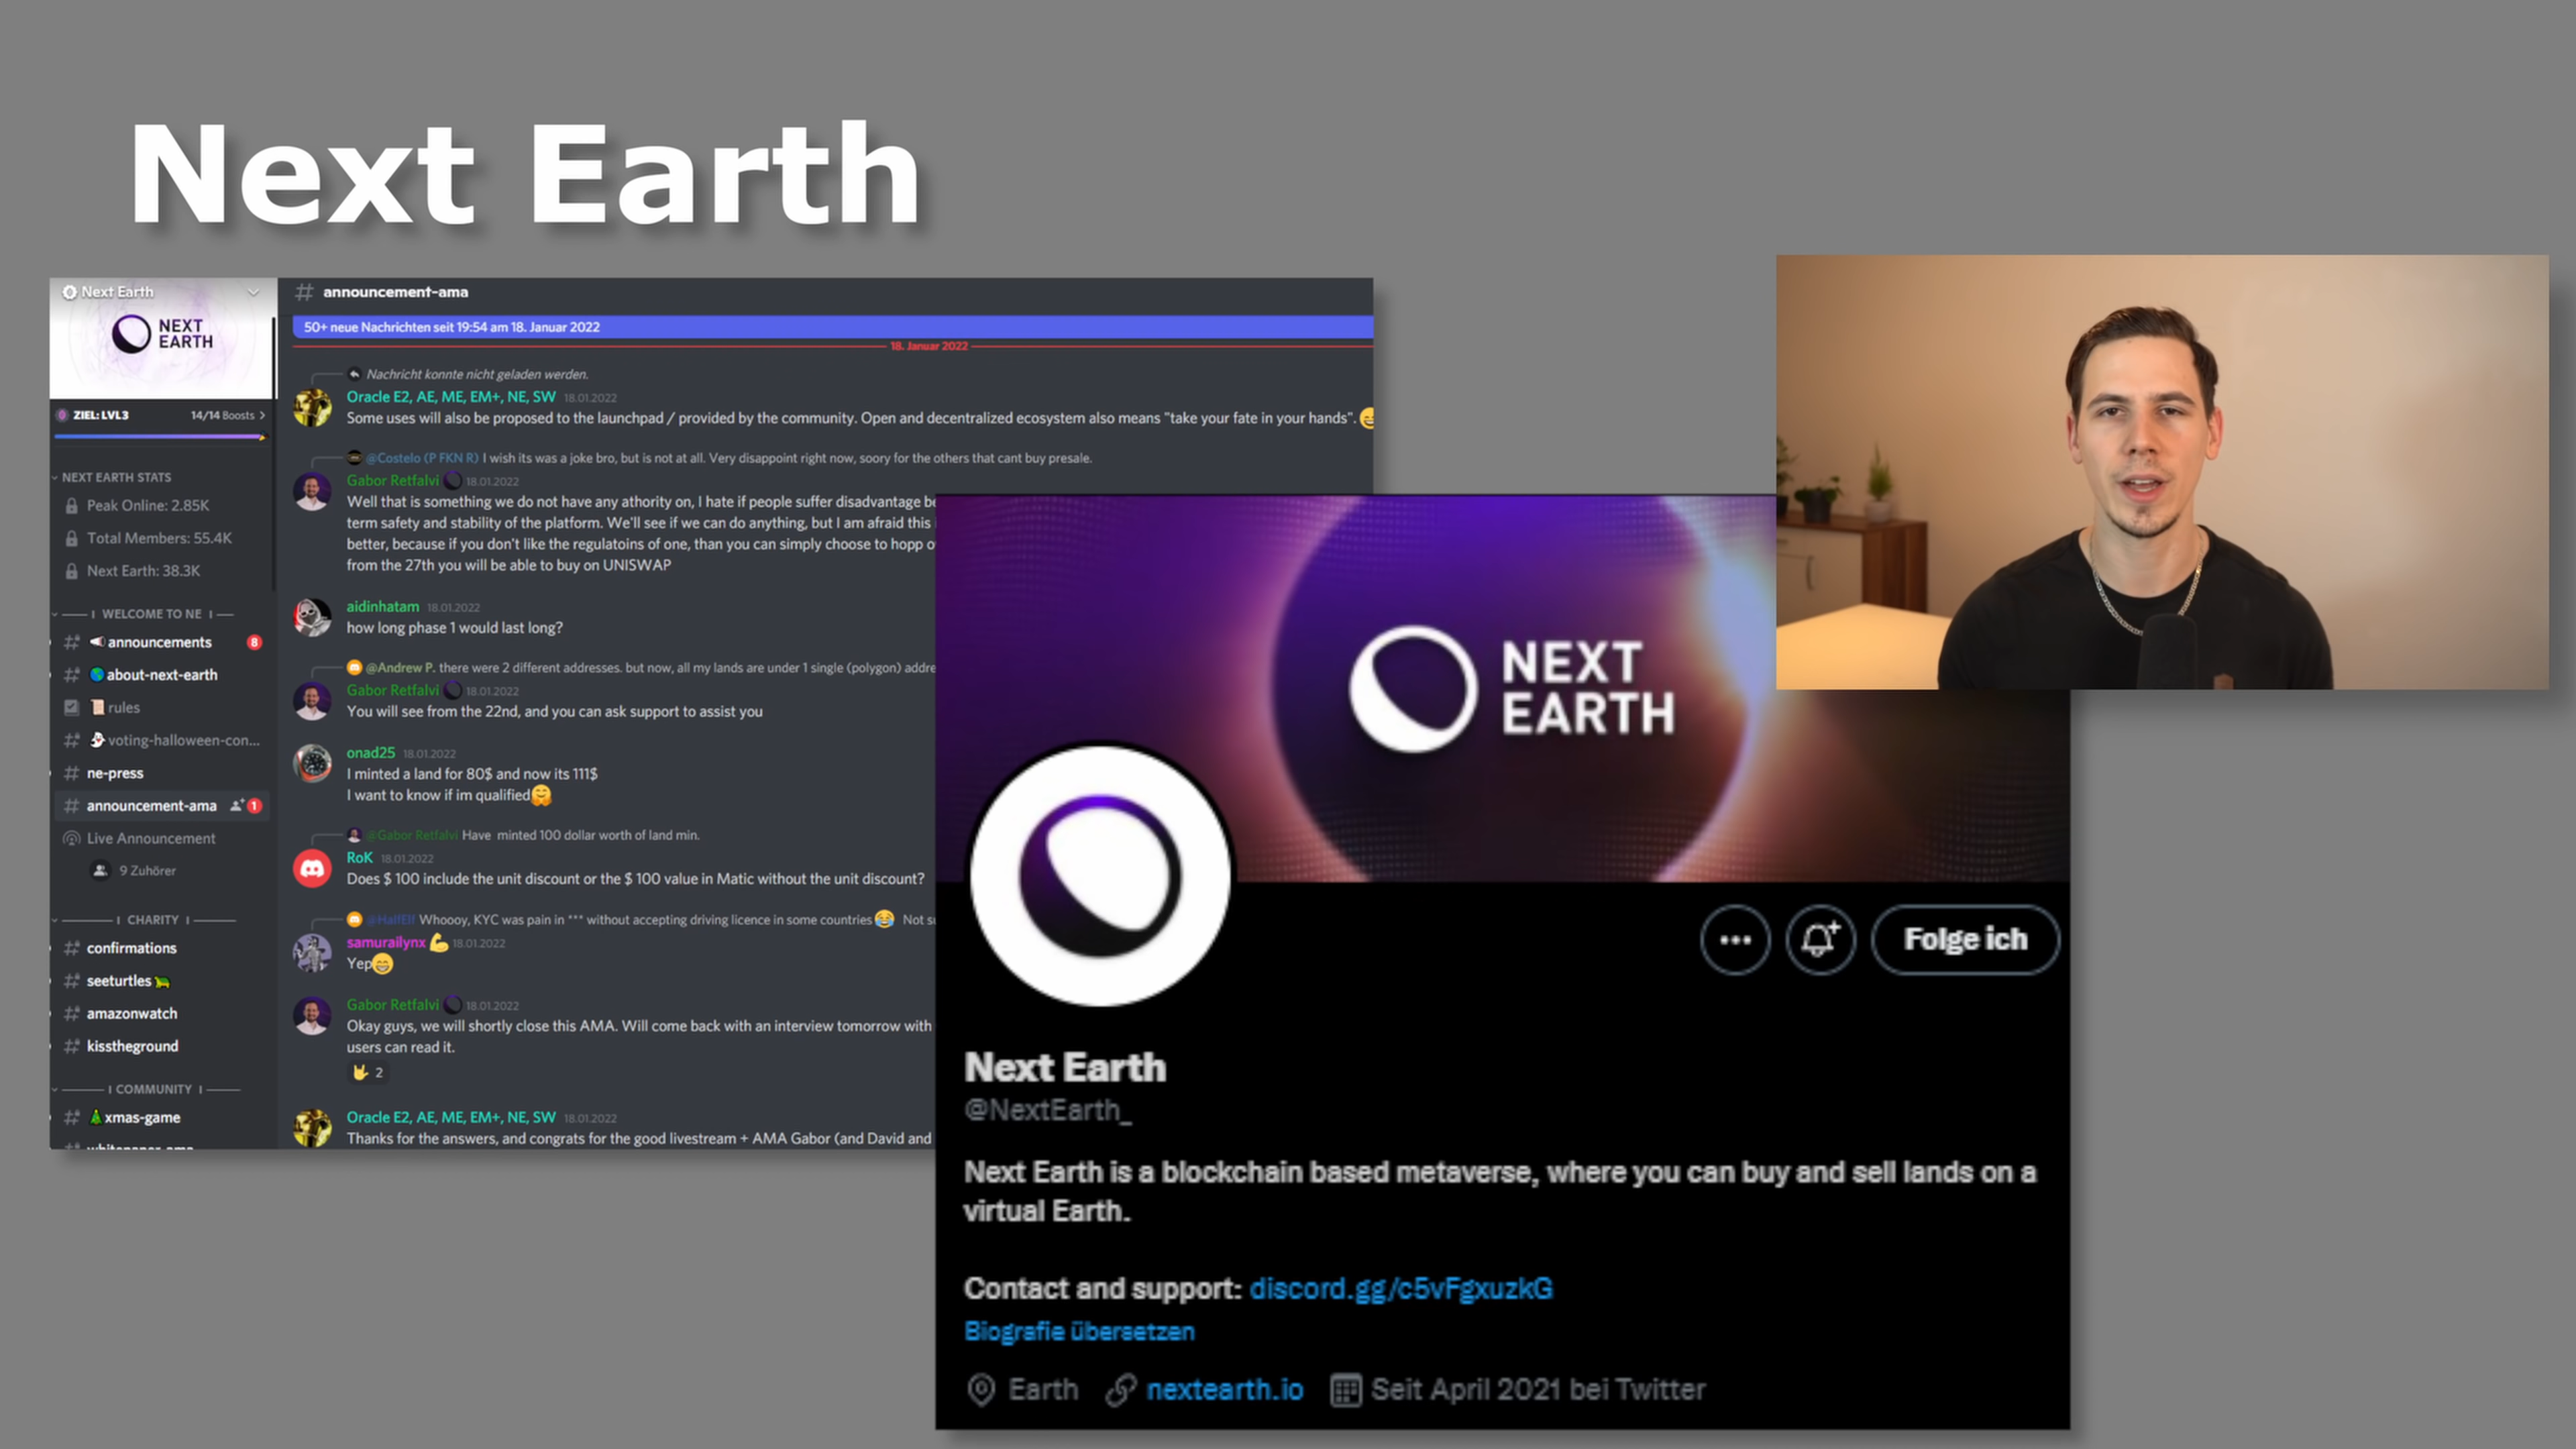 Next Earth
Next Earth
NEXT
EARTH
ZIEL: LVL3 14/14 Boosts >
NEXT EARTH STATS
Peak Online: 2.85K
Total Members: 55.4K
Next Earth: 38.3K
WELCOME TO NE
announcements 8
about-next-earth
rules
voting-halloween-con...
ne-press
announcement-ama 1
Live Announcement
9 Zuhörer
CHARITY
confirmations
seeturtles
amazonwatch
kisstheground
COMMUNITY
xmas-game
# announcement-ama
50+ neue Nachrichten seit 19:54 am 18. Januar 2022
18. Januar 2022
Nachricht konnte nicht geladen werden.
Oracle E2, AE, ME, EM+, NE, SW 18.01.2022
Some uses will also be proposed to the launchpad / provided by the community. Open and decentralized ecosystem also means "take your fate in your hands". 😄
@Costelo (P FKN R) I wish its was a joke bro, but is not at all. Very disappoint right now, soory for the others that cant buy presale.
Gabor Retfalvi 18.01.2022
Well that is something we do not have any athority on, I hate if people suffer disadvantage be
term safety and stability of the platform. We'll see if we can do anything, but I am afraid this
better, because if you don't like the regulatoins of one, than you can simply choose to hopp o
from the 27th you will be able to buy on UNISWAP
aidinhatam 18.01.2022
how long phase 1 would last long?
@Andrew P. there were 2 different addresses. but now, all my lands are under 1 single (polygon) addre
Gabor Retfalvi 18.01.2022
You will see from the 22nd, and you can ask support to assist you
onad25 18.01.2022
I minted a land for 80$ and now its 111$
I want to know if im qualified🤗
@Gabor Retfalvi Have minted 100 dollar worth of land min.
RoK 18.01.2022
Does $ 100 include the unit discount or the $ 100 value in Matic without the unit discount?
@HalfElf Whoooy, KYC was pain in *** without accepting driving licence in some countries 😂 Not su
samurailynx 💪 18.01.2022
Yep😁
Gabor Retfalvi 18.01.2022
Okay guys, we will shortly close this AMA. Will come back with an interview tomorrow with
users can read it.
🤟 2
Oracle E2, AE, ME, EM+, NE, SW 18.01.2022
Thanks for the answers, and congrats for the good livestream + AMA Gabor (and David and
NEXT
EARTH
Folge ich
Next Earth
@NextEarth_
Next Earth is a blockchain based metaverse, where you can buy and sell lands on a
virtual Earth.
Contact and support: discord.gg/c5vFgxuzkG
Biografie übersetzen
Earth nextearth.io Seit April 2021 bei Twitter